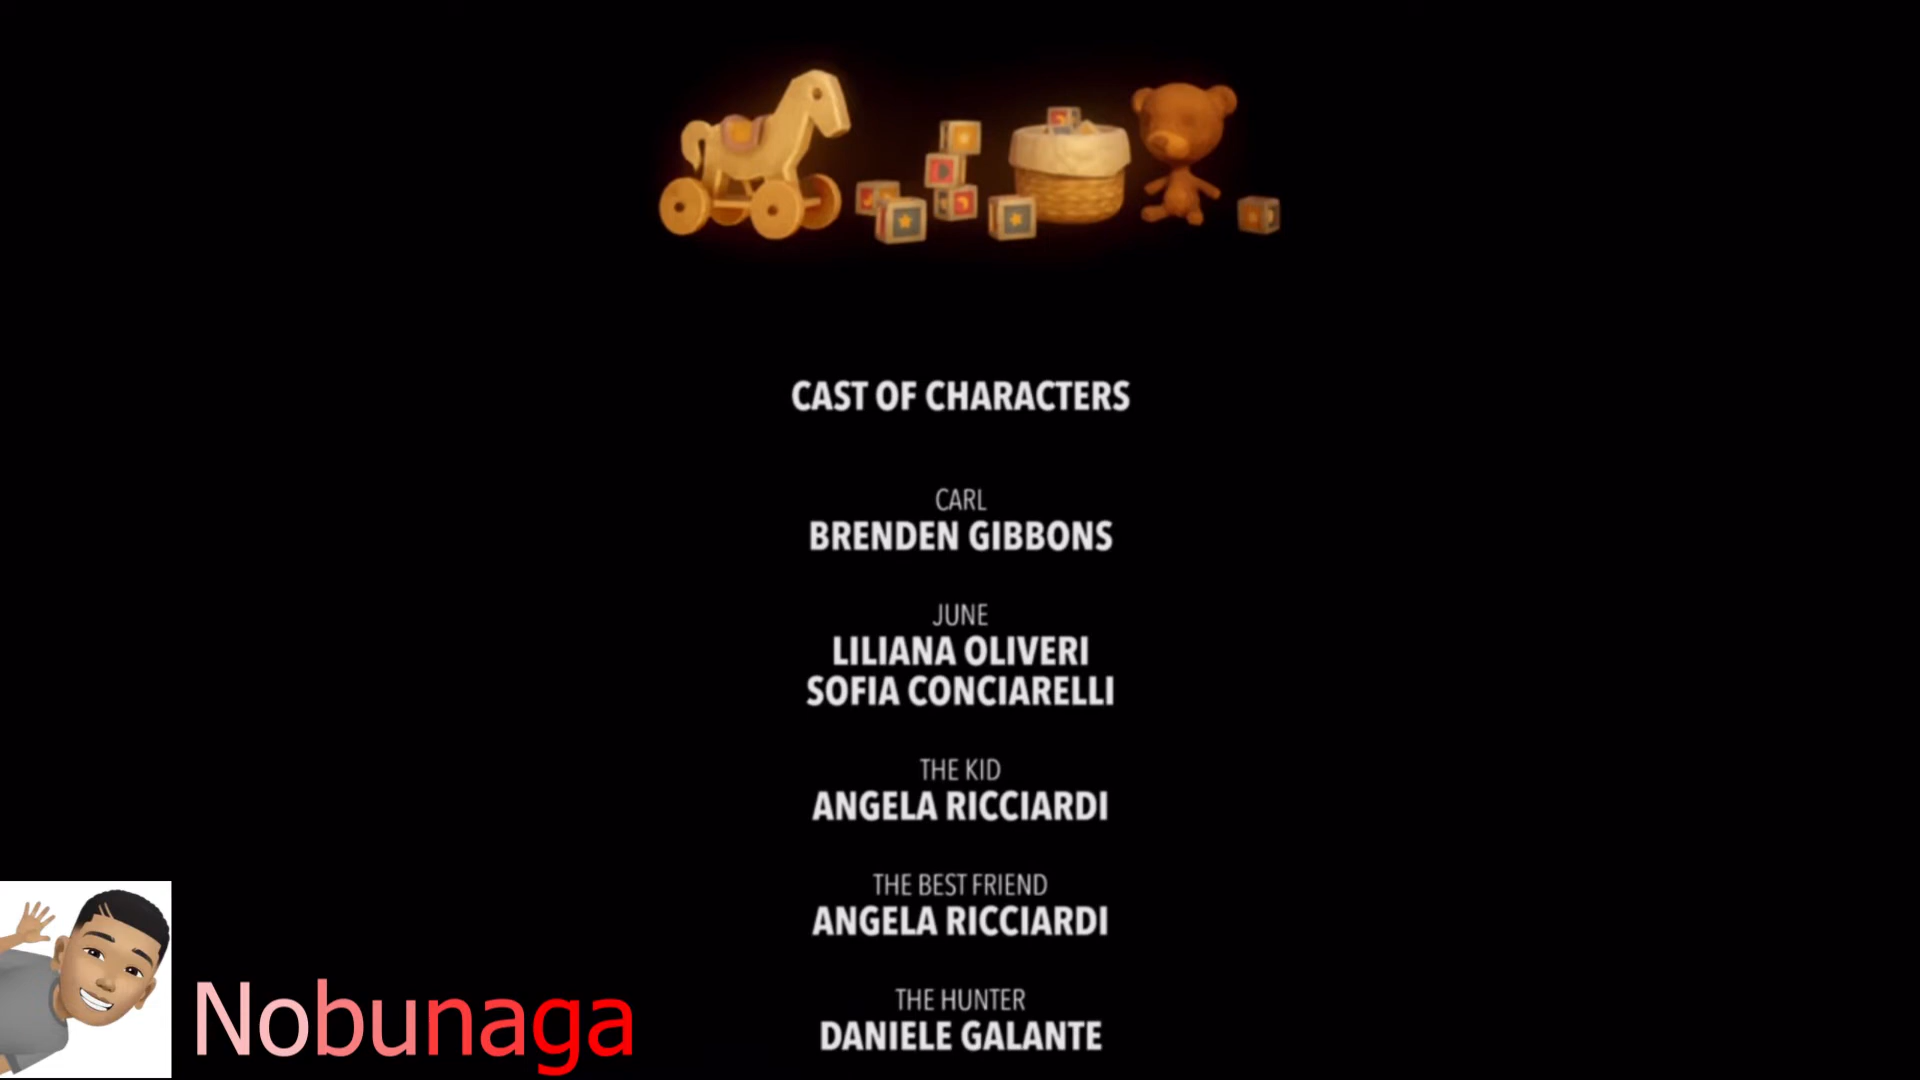 CAST OF CHARACTERS
CARL
BRENDEN GIBBONS
JUNE
LILIANA OLIVERI
SOFIA CONCIARELLI
THE KID
ANGELA RICCIARDI
THE BEST FRIEND
ANGELA RICCIARDI
THE HUNTER
DANIELE GALANTE
Nobunaga